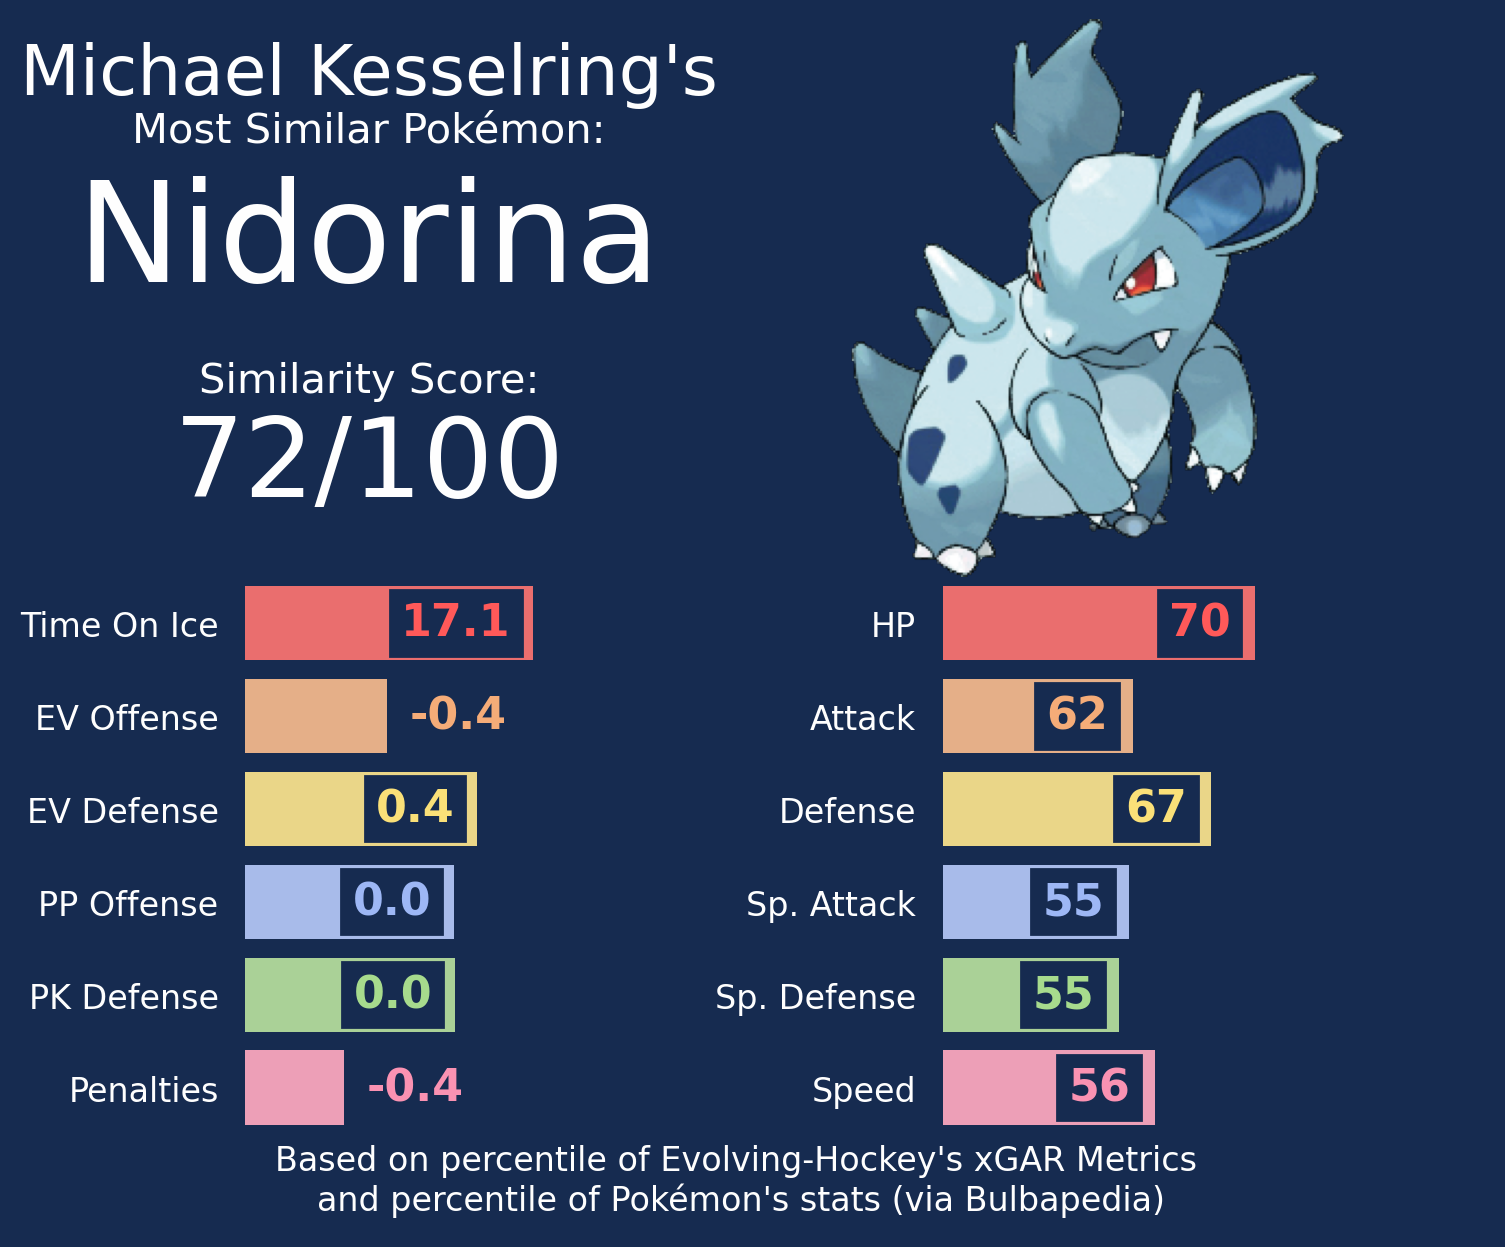 Michael Kesselring's
Most Similar Pokémon:
Nidorina
Similarity Score:
72/100
Time On Ice 17.1
EV Offense -0.4
EV Defense 0.4
PP Offense 0.0
PK Defense 0.0
Penalties -0.4
HP 70
Attack 62
Defense 67
Sp. Attack 55
Sp. Defense 55
Speed 56
Based on percentile of Evolving-Hockey's xGAR Metrics
and percentile of Pokémon's stats (via Bulbapedia)